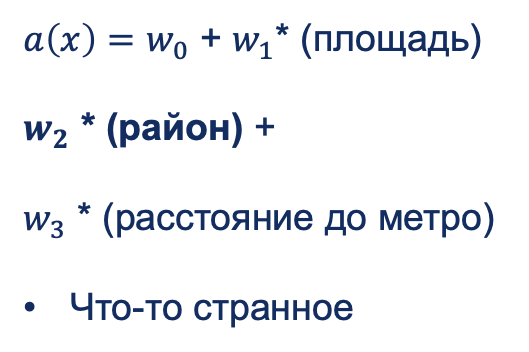 a(x) = w₀ + w₁* (площадь)
w₂ * (район) +
w₃ * (расстояние до метро)
• Что-то странное